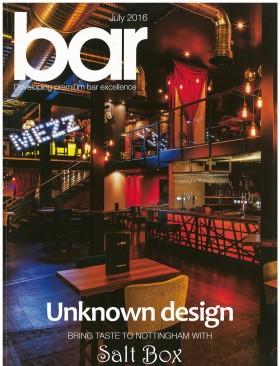 July 2016
bar
Developing premium bar excellence
MEZZ
Unknown design
BRING TASTE TO NOTTINGHAM WITH
Salt Box